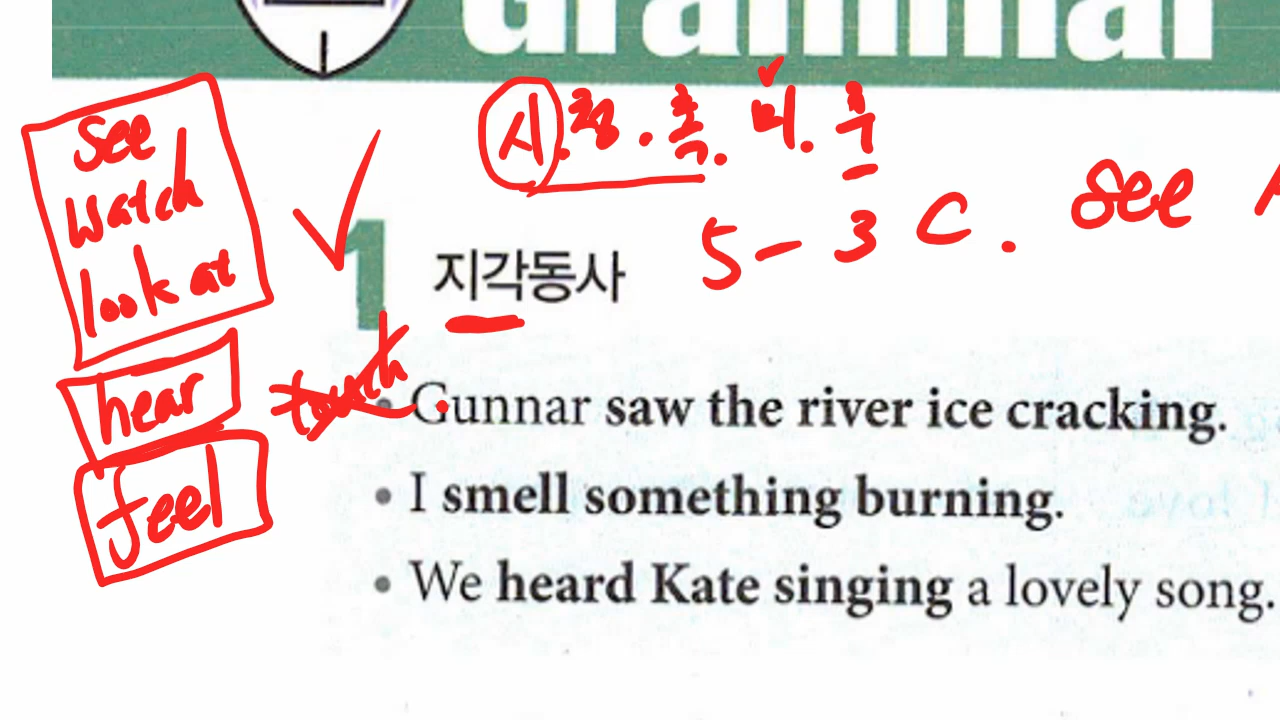 Grammar
시.청.촉.미.후
see
watch
look at
5-3 C. see
1 지각동사
hear
touch
feel
• Gunnar saw the river ice cracking.
• I smell something burning.
• We heard Kate singing a lovely song.